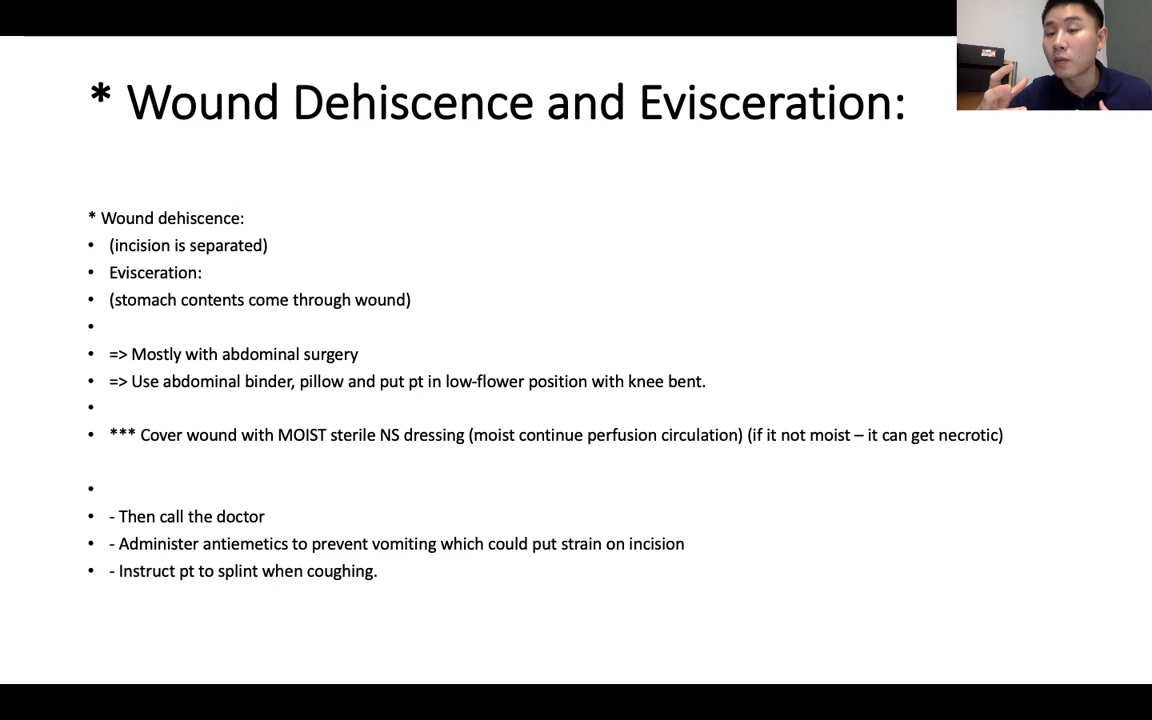 * Wound Dehiscence and Evisceration:
* Wound dehiscence:
• (incision is separated)
• Evisceration:
• (stomach contents come through wound)
•
• => Mostly with abdominal surgery
• => Use abdominal binder, pillow and put pt in low-flower position with knee bent.
•
• *** Cover wound with MOIST sterile NS dressing (moist continue perfusion circulation) (if it not moist – it can get necrotic)
•
• - Then call the doctor
• - Administer antiemetics to prevent vomiting which could put strain on incision
• - Instruct pt to splint when coughing.